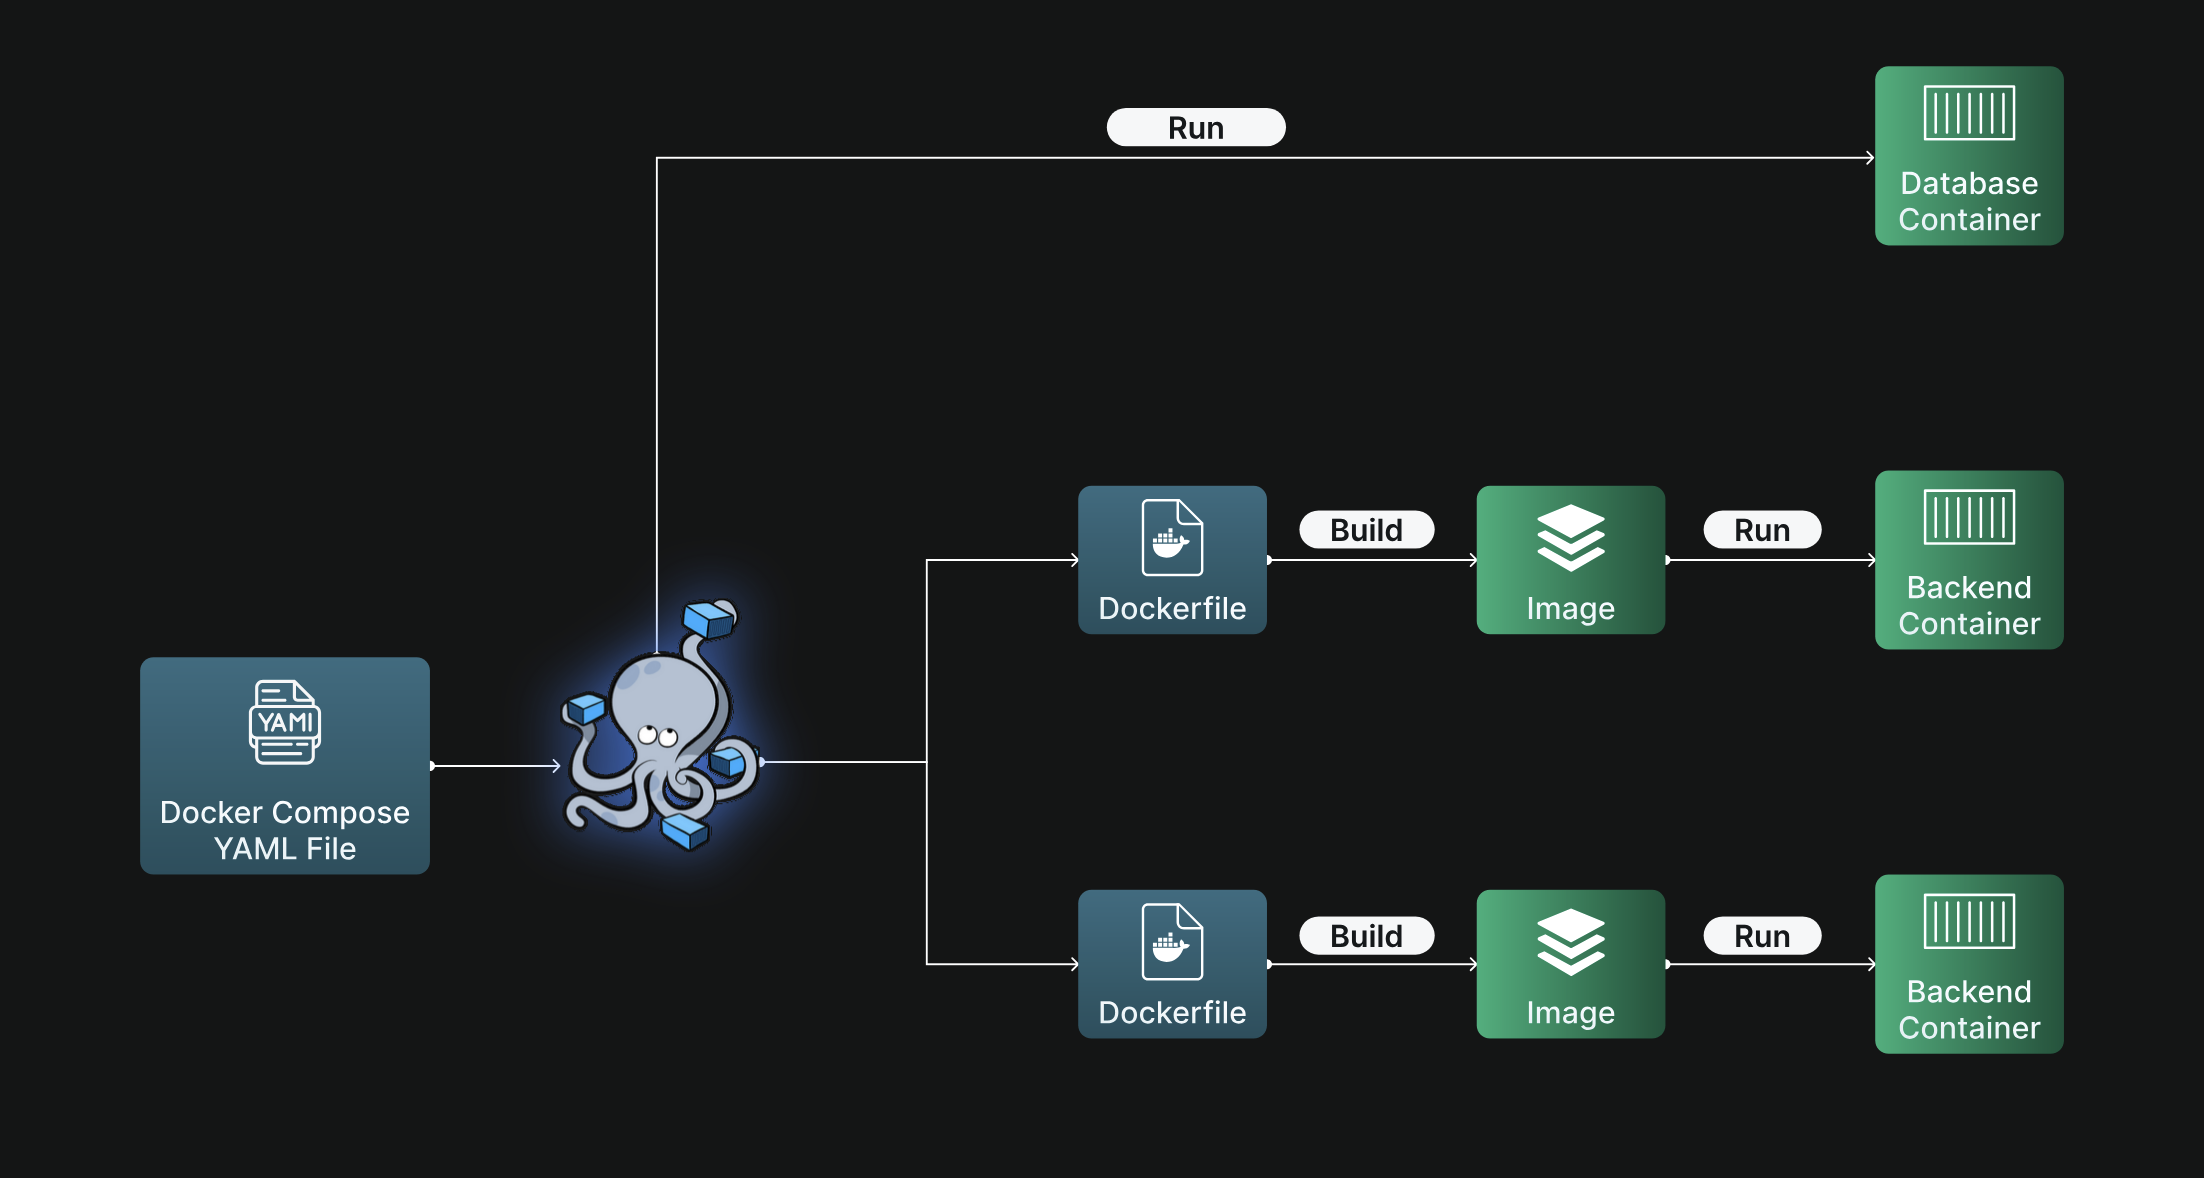 Run
Database
Container
Dockerfile
Build
Image
Run
Backend
Container
YAMl
Docker Compose
YAML File
Dockerfile
Build
Image
Run
Backend
Container